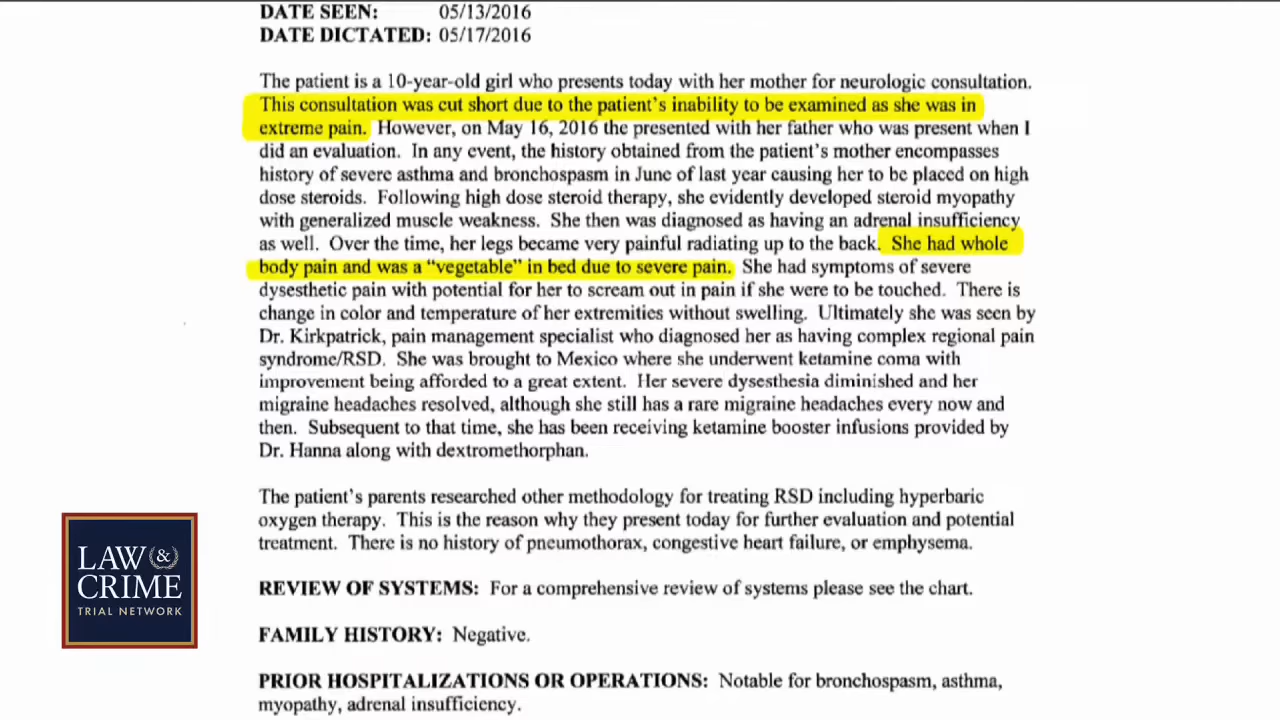 DATE SEEN: 05/13/2016
DATE DICTATED: 05/17/2016
The patient is a 10-year-old girl who presents today with her mother for neurologic consultation.
This consultation was cut short due to the patient's inability to be examined as she was in
extreme pain. However, on May 16, 2016 the presented with her father who was present when I
did an evaluation. In any event, the history obtained from the patient's mother encompasses
history of severe asthma and bronchospasm in June of last year causing her to be placed on high
dose steroids. Following high dose steroid therapy, she evidently developed steroid myopathy
with generalized muscle weakness. She then was diagnosed as having an adrenal insufficiency
as well. Over the time, her legs became very painful radiating up to the back. She had whole
body pain and was a "vegetable" in bed due to severe pain. She had symptoms of severe
dysesthetic pain with potential for her to scream out in pain if she were to be touched. There is
change in color and temperature of her extremities without swelling. Ultimately she was seen by
Dr. Kirkpatrick, pain management specialist who diagnosed her as having complex regional pain
syndrome/RSD. She was brought to Mexico where she underwent ketamine coma with
improvement being afforded to a great extent. Her severe dysesthesia diminished and her
migraine headaches resolved, although she still has a rare migraine headaches every now and
then. Subsequent to that time, she has been receiving ketamine booster infusions provided by
Dr. Hanna along with dextromethorphan.
The patient's parents researched other methodology for treating RSD including hyperbaric
oxygen therapy. This is the reason why they present today for further evaluation and potential
treatment. There is no history of pneumothorax, congestive heart failure, or emphysema.
REVIEW OF SYSTEMS: For a comprehensive review of systems please see the chart.
FAMILY HISTORY: Negative.
PRIOR HOSPITALIZATIONS OR OPERATIONS: Notable for bronchospasm, asthma,
myopathy, adrenal insufficiency.
LAW &
CRIME
TRIAL NETWORK